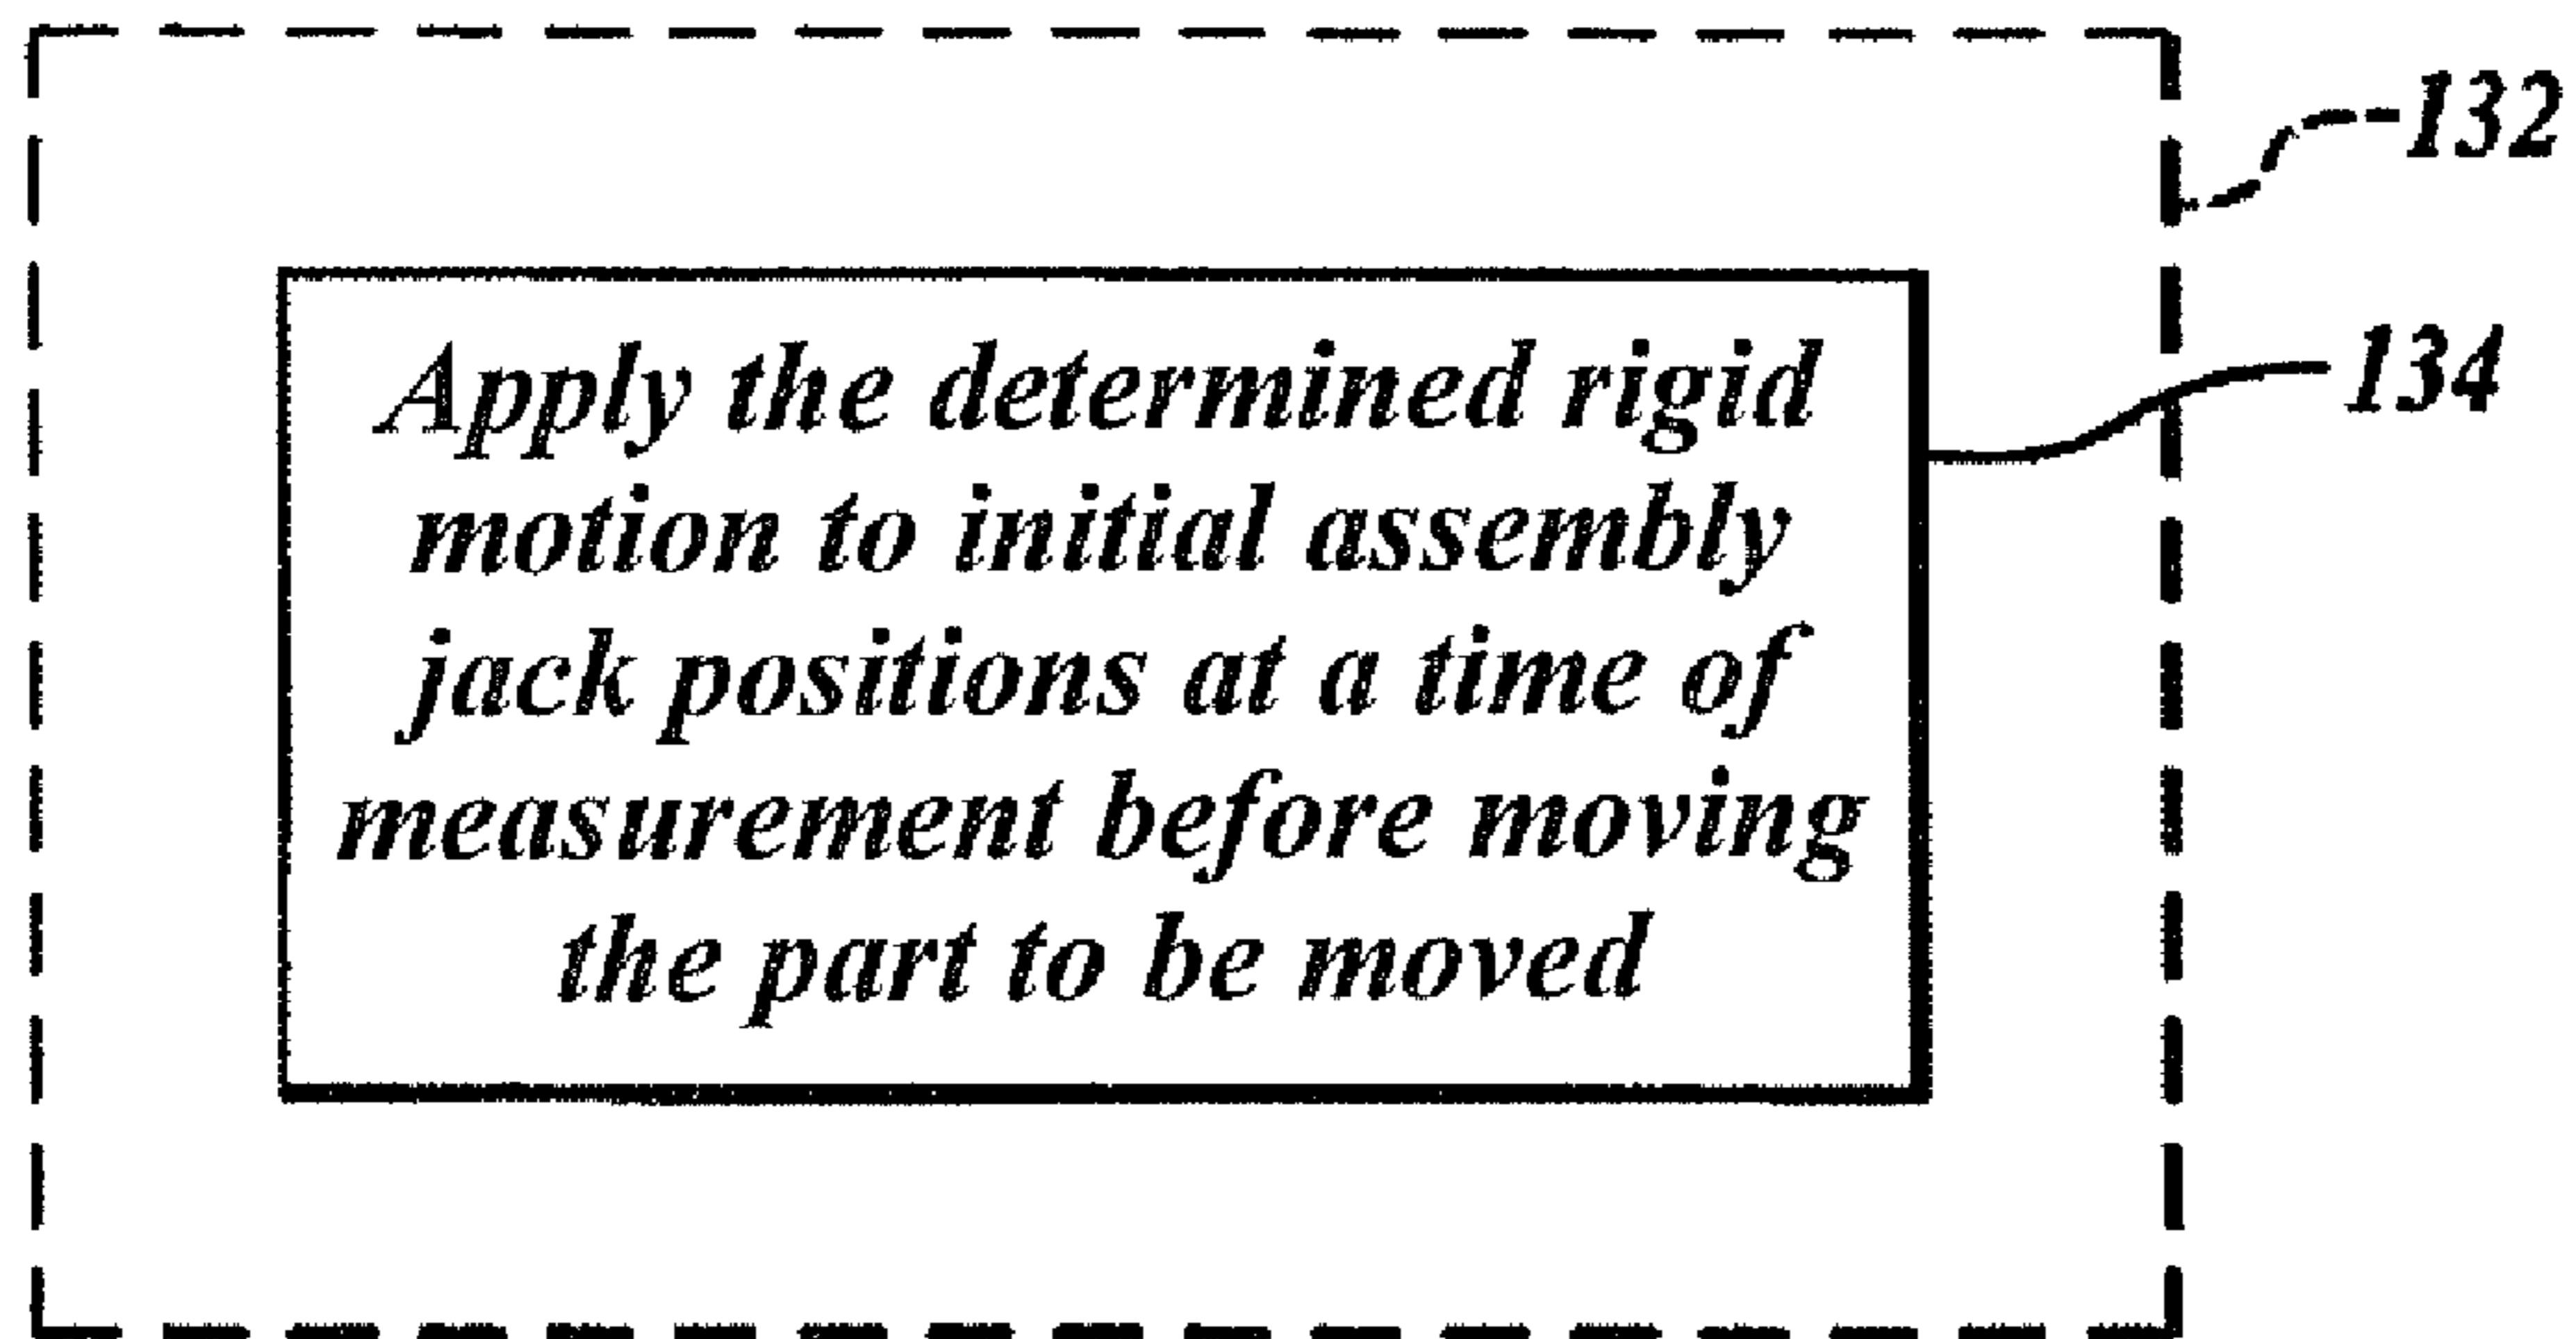 132
134
Apply the determined rigid
motion to initial assembly
jack positions at a time of
measurement before moving
the part to be moved